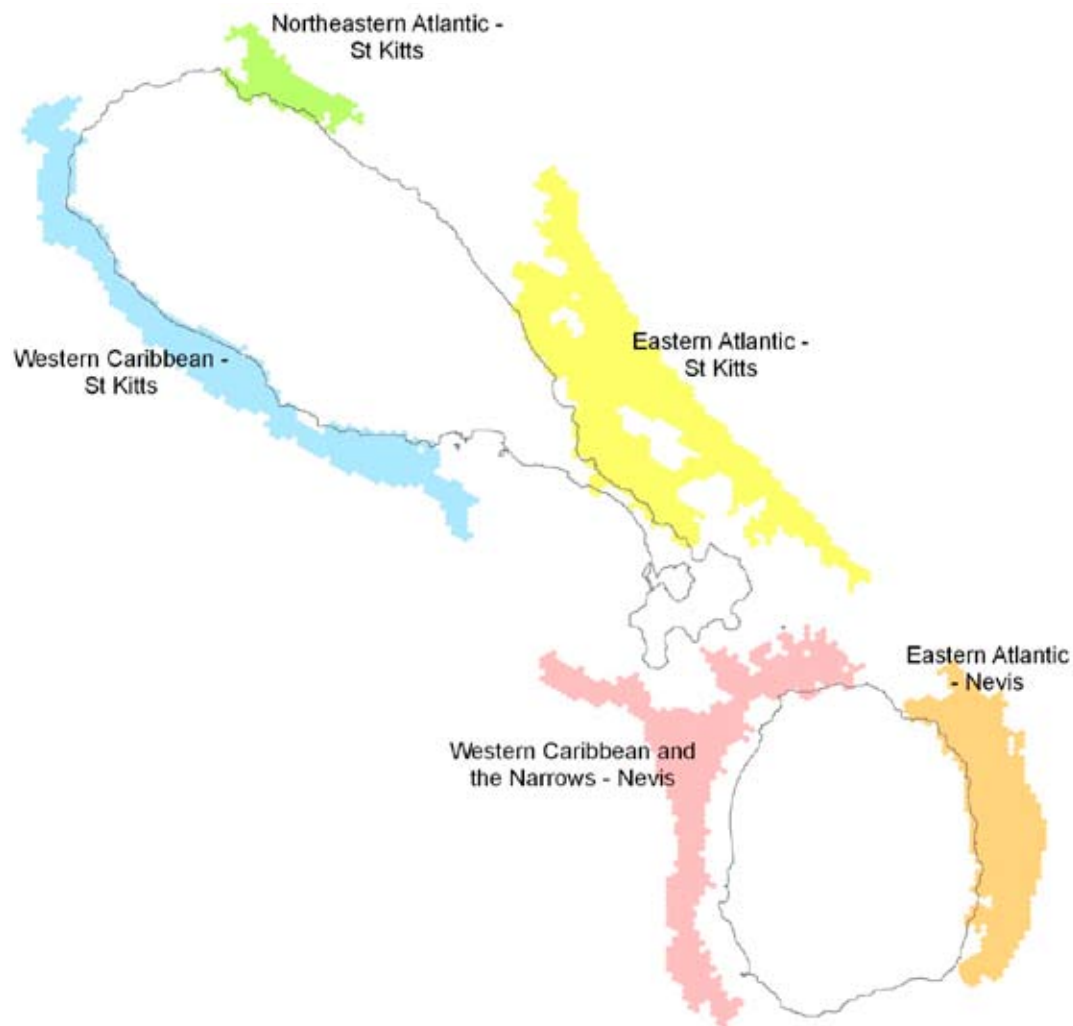 Northeastern Atlantic -
St Kitts
Eastern Atlantic -
St Kitts
Western Caribbean -
St Kitts
Eastern Atlantic
- Nevis
Western Caribbean and
the Narrows - Nevis